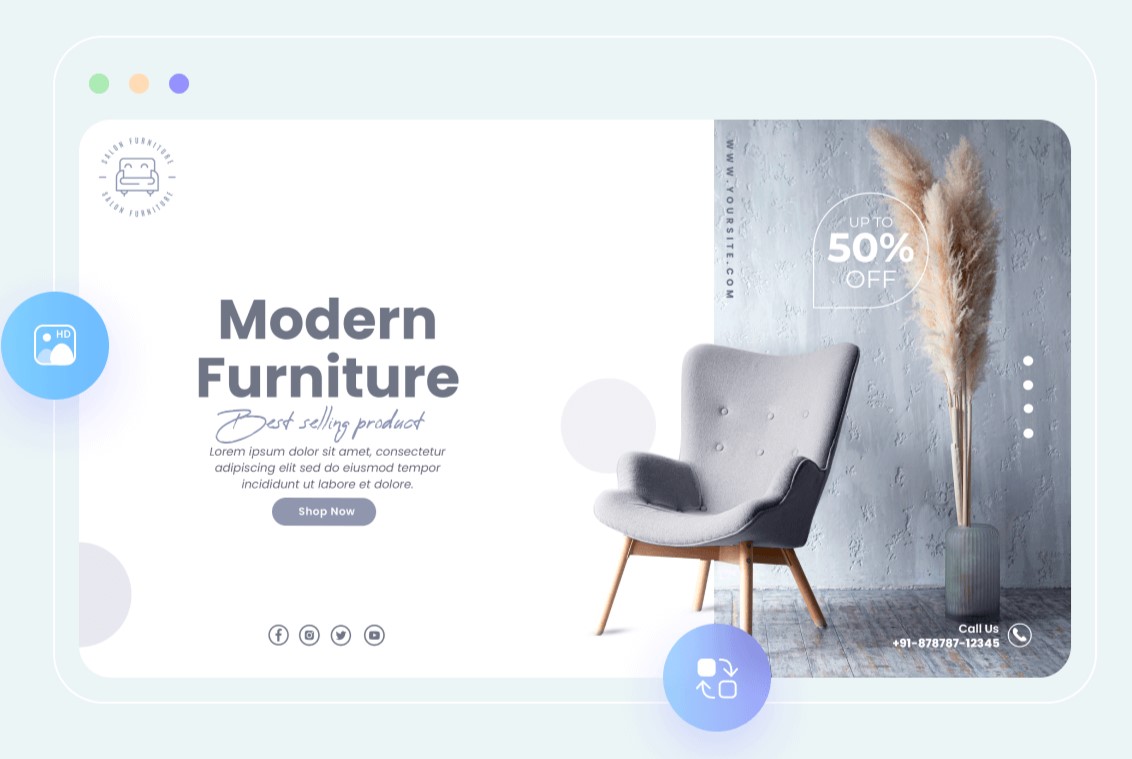 SALON FURNITURE
SALON FURNITURE
WWW.YOURSITE.COM
UP TO
50%
OFF
HD
Modern
Furniture
Best selling product
Lorem ipsum dolor sit amet, consectetur
adipiscing elit sed do eiusmod tempor
incididunt ut labore et dolore.
Shop Now
Call Us
+91-878787-12345